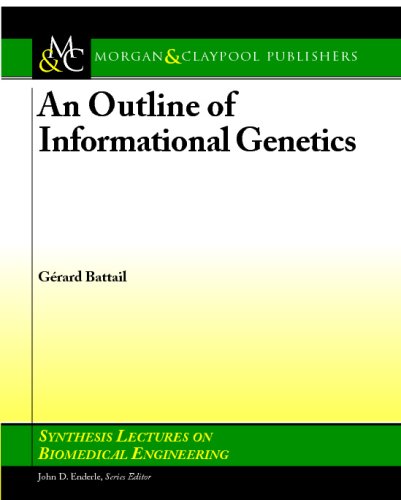 M
&C
MORGAN&CLAYPOOL PUBLISHERS
An Outline of
Informational Genetics
Gérard Battail
SYNTHESIS LECTURES ON
BIOMEDICAL ENGINEERING
John D. Enderle, Series Editor